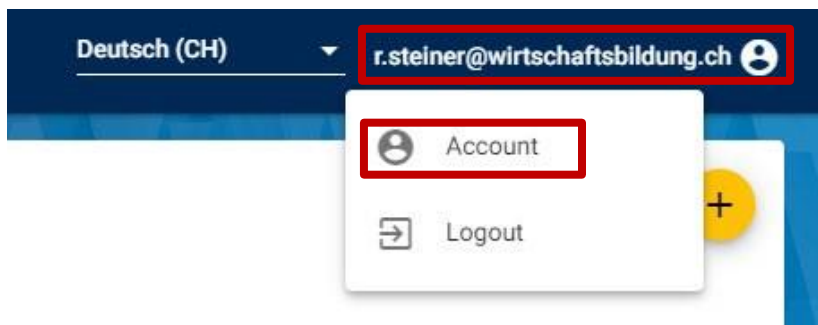 Deutsch (CH)
r.steiner@wirtschaftsbildung.ch
Account
+
Logout